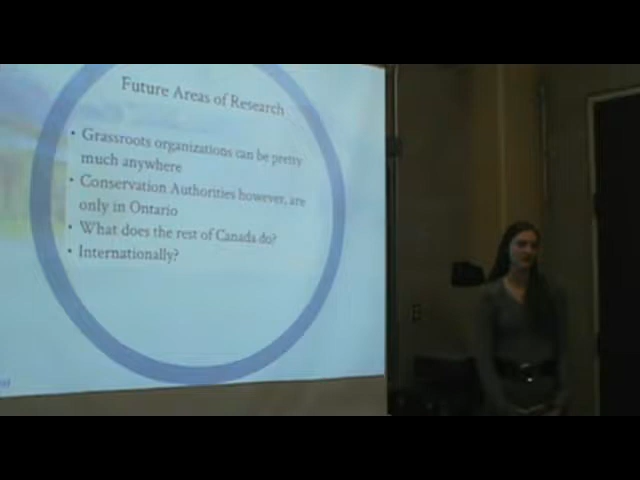 Future Areas of Research
• Grassroots organizations can be pretty
much anywhere
• Conservation Authorities however, are
only in Ontario
• What does the rest of Canada do?
• Internationally?